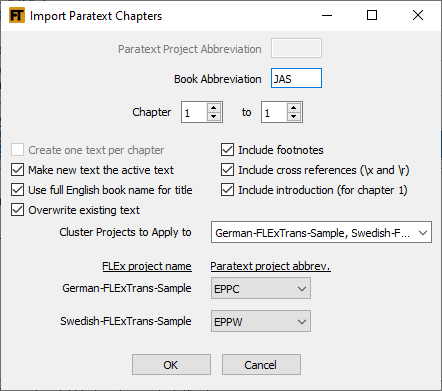 FT Import Paratext Chapters
Paratext Project Abbreviation
Book Abbreviation JAS
Chapter 1 to 1
Create one text per chapter Include footnotes
Make new text the active text Include cross references (\x and \r)
Use full English book name for title Include introduction (for chapter 1)
Overwrite existing text
Cluster Projects to Apply to German-FLExTrans-Sample, Swedish-F...
FLEx project name Paratext project abbrev.
German-FLExTrans-Sample EPPC
Swedish-FLExTrans-Sample EPPW
OK Cancel